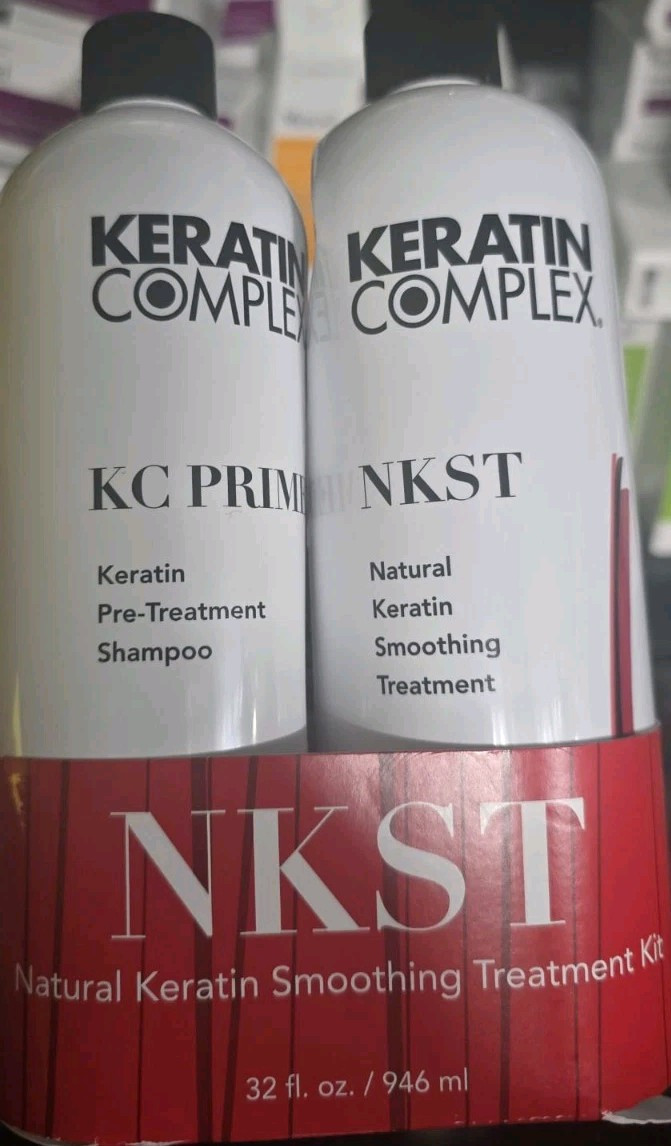 KERATIN
COMPLEX
KC PRIME
Keratin
Pre-Treatment
Shampoo
KERATIN
COMPLEX®
NKST
Natural
Keratin
Smoothing
Treatment
NKST
Natural Keratin Smoothing Treatment Kit
32 fl. oz. / 946 ml